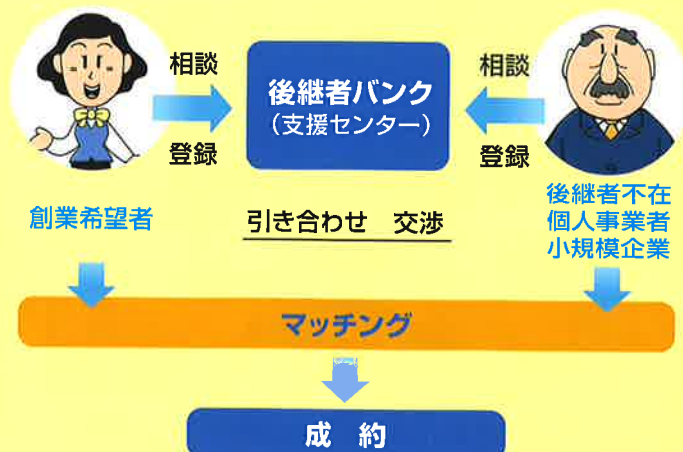 相談
後継者バンク
(支援センター)
相談
登録
登録
創業希望者
引き合わせ 交渉
後継者不在
個人事業者
小規模企業
マッチング
成 約